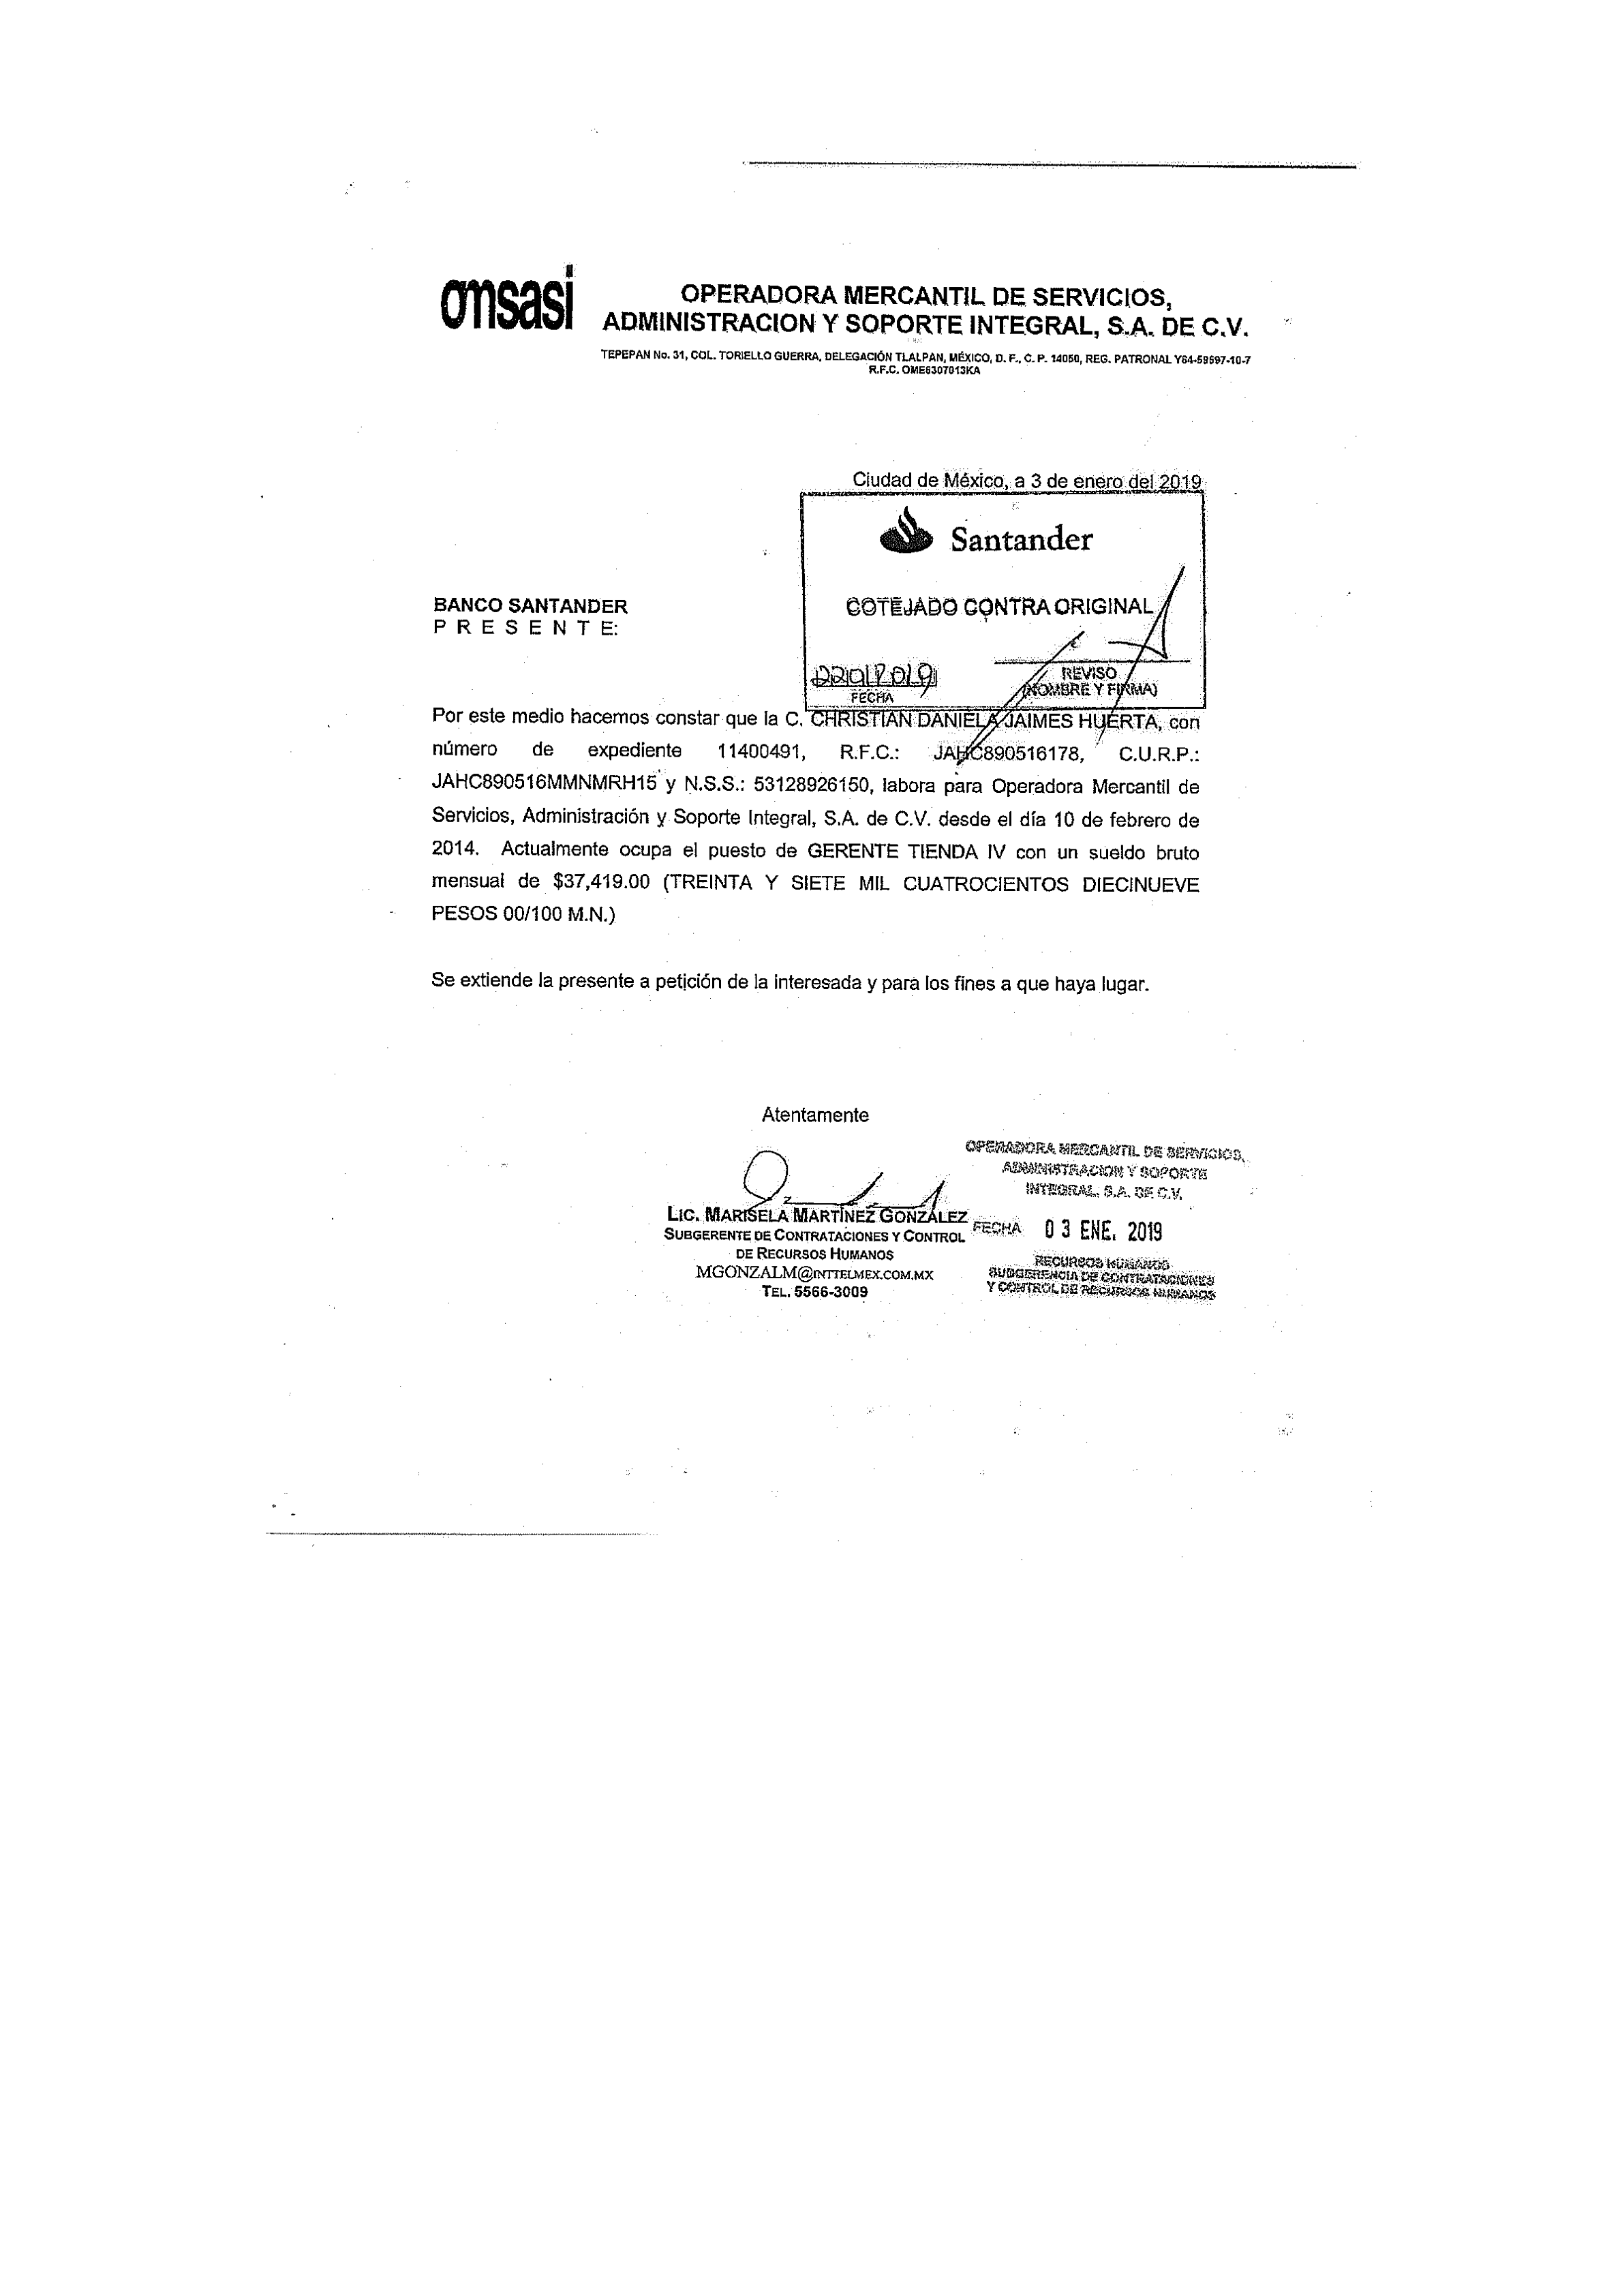 omsasi
OPERADORA MERCANTIL DE SERVICIOS,
ADMINISTRACION Y SOPORTE INTEGRAL, S.A. DE C.V.
TEPEPAN No. 31, COL. TORIELLO GUERRA, DELEGACIÓN TLALPAN, MÉXICO, D. F., C. P. 14050, REG. PATRONAL Y64-59597-10-7
R.F.C. OME6307013KA
Ciudad de México, a 3 de enero del 2019
Santander
COTEJADO CONTRA ORIGINAL
BANCO SANTANDER
P R E S E N T E:
22012019
FECHA
REVISO
(NOMBRE Y FIRMA)
Por este medio hacemos constar que la C. CHRISTIAN DANIELA JAIMES HUERTA, con
número de expediente 11400491, R.F.C.: JAHC890516178, C.U.R.P.:
JAHC890516MMNMRH15 y N.S.S.: 53128926150, labora para Operadora Mercantil de
Servicios, Administración y Soporte Integral, S.A. de C.V. desde el día 10 de febrero de
2014. Actualmente ocupa el puesto de GERENTE TIENDA IV con un sueldo bruto
mensual de $37,419.00 (TREINTA Y SIETE MIL CUATROCIENTOS DIECINUEVE
PESOS 00/100 M.N.)
Se extiende la presente a petición de la interesada y para los fines a que haya lugar.
Atentamente
OPERADORA MERCANTIL DE SERVICIOS,
ADMINISTRACION Y SOPORTE
INTEGRAL, S.A. DE C.V.
LIC. MARISELA MARTÍNEZ GONZÁLEZ
SUBGERENTE DE CONTRATACIONES Y CONTROL
DE RECURSOS HUMANOS
MGONZALM@INTTELMEX.COM.MX
TEL. 5566-3009
FECHA 03 ENE. 2019
RECURSOS HUMANOS
SUBGERENCIA DE CONTRATACIONES
Y CONTROL DE RECURSOS HUMANOS